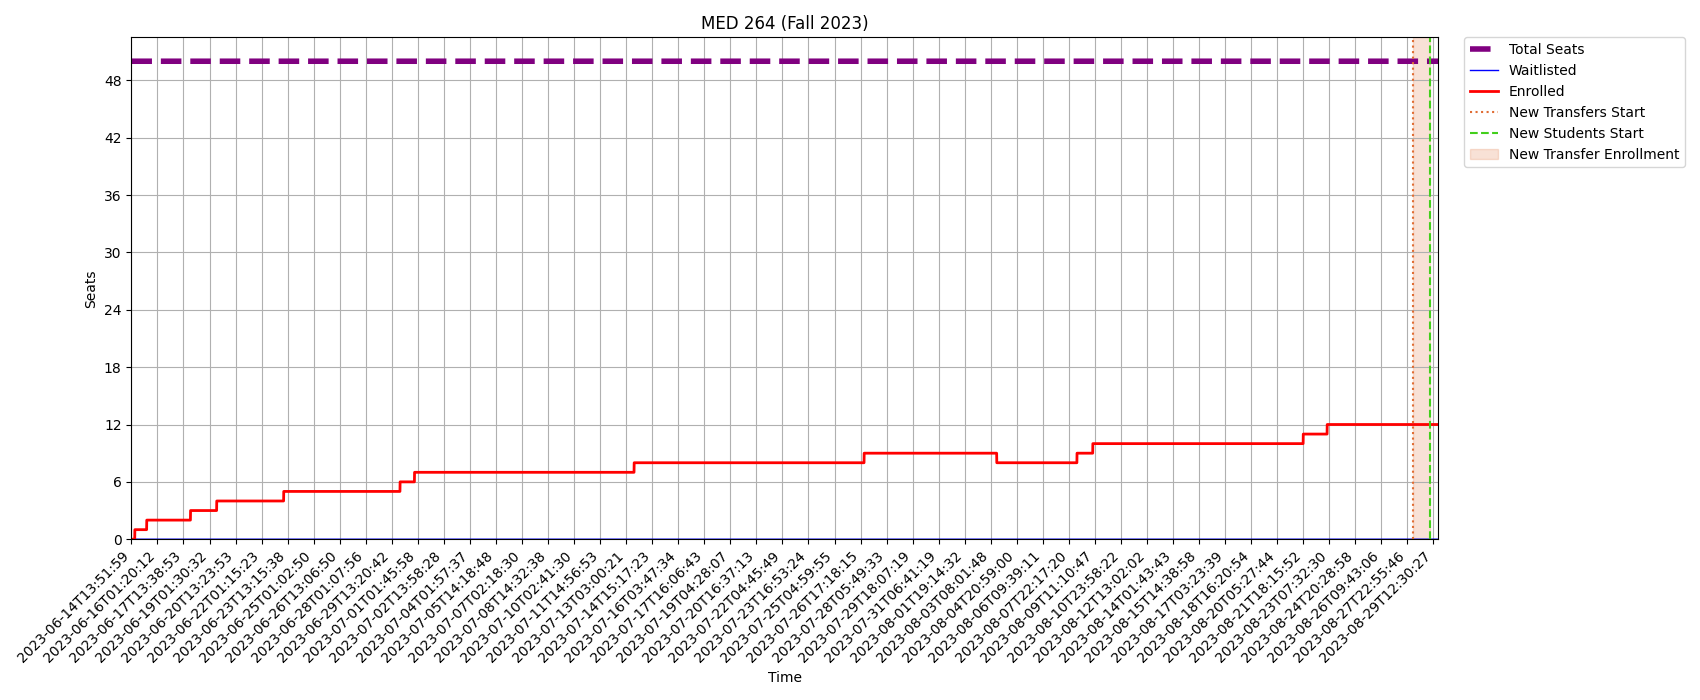 MED 264 (Fall 2023)
Total Seats
Waitlisted
Enrolled
New Transfers Start
New Students Start
New Transfer Enrollment
Seats
48
42
36
30
24
18
12
6
0
2023-06-14T13:51:59
2023-06-16T01:20:12
2023-06-17T13:38:53
2023-06-19T01:30:32
2023-06-20T13:23:53
2023-06-22T01:15:23
2023-06-23T13:15:38
2023-06-25T01:02:50
2023-06-26T13:06:50
2023-06-28T01:07:56
2023-06-29T13:20:42
2023-07-01T01:45:58
2023-07-02T13:58:28
2023-07-04T01:57:37
2023-07-05T14:18:48
2023-07-07T02:18:30
2023-07-08T14:32:38
2023-07-10T02:41:30
2023-07-11T14:56:53
2023-07-13T03:00:21
2023-07-14T15:17:23
2023-07-16T03:47:34
2023-07-17T16:06:43
2023-07-19T04:28:07
2023-07-20T16:37:13
2023-07-22T04:45:49
2023-07-23T16:53:24
2023-07-25T04:59:55
2023-07-26T17:18:15
2023-07-28T05:49:33
2023-07-29T18:07:19
2023-07-31T06:41:19
2023-08-01T19:14:32
2023-08-03T08:01:48
2023-08-04T20:59:00
2023-08-06T09:39:11
2023-08-07T22:17:20
2023-08-09T11:10:47
2023-08-10T23:58:22
2023-08-12T13:02:02
2023-08-14T01:43:43
2023-08-15T14:38:58
2023-08-17T03:23:39
2023-08-18T16:20:54
2023-08-20T05:27:44
2023-08-21T18:15:52
2023-08-23T07:32:30
2023-08-24T20:28:58
2023-08-26T09:43:06
2023-08-27T22:55:46
2023-08-29T12:30:27
Time